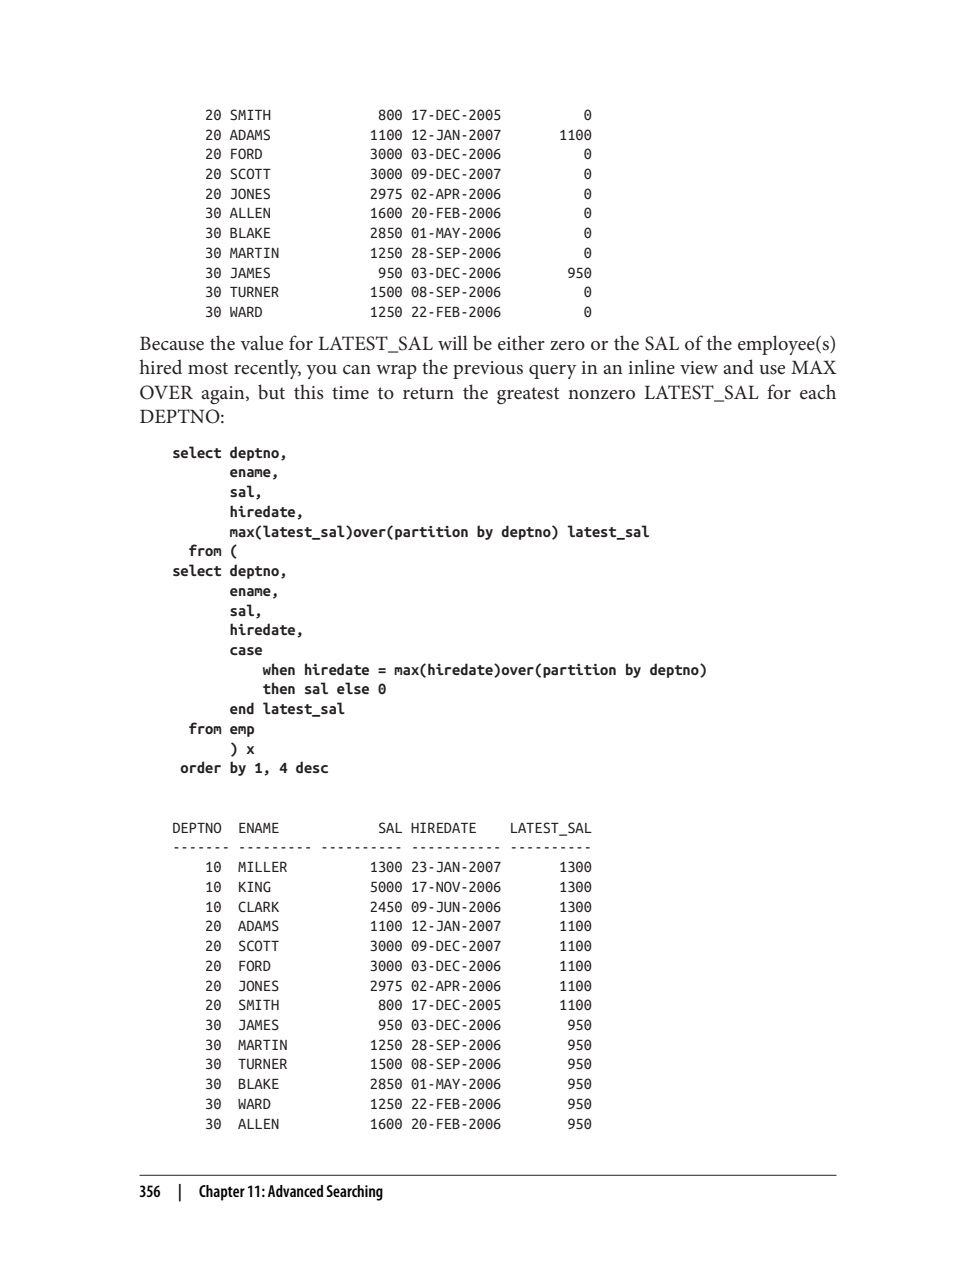 20 SMITH 800 17-DEC-2005 0
20 ADAMS 1100 12-JAN-2007 1100
20 FORD 3000 03-DEC-2006 0
20 SCOTT 3000 09-DEC-2007 0
20 JONES 2975 02-APR-2006 0
30 ALLEN 1600 20-FEB-2006 0
30 BLAKE 2850 01-MAY-2006 0
30 MARTIN 1250 28-SEP-2006 0
30 JAMES 950 03-DEC-2006 950
30 TURNER 1500 08-SEP-2006 0
30 WARD 1250 22-FEB-2006 0
Because the value for LATEST_SAL will be either zero or the SAL of the employee(s)
hired most recently, you can wrap the previous query in an inline view and use MAX
OVER again, but this time to return the greatest nonzero LATEST_SAL for each
DEPTNO:
select deptno,
ename,
sal,
hiredate,
max(latest_sal)over(partition by deptno) latest_sal
from (
select deptno,
ename,
sal,
hiredate,
case
when hiredate = max(hiredate)over(partition by deptno)
then sal else 0
end latest_sal
from emp
) x
order by 1, 4 desc
DEPTNO ENAME SAL HIREDATE LATEST_SAL
------- --------- ---------- ----------- ----------
10 MILLER 1300 23-JAN-2007 1300
10 KING 5000 17-NOV-2006 1300
10 CLARK 2450 09-JUN-2006 1300
20 ADAMS 1100 12-JAN-2007 1100
20 SCOTT 3000 09-DEC-2007 1100
20 FORD 3000 03-DEC-2006 1100
20 JONES 2975 02-APR-2006 1100
20 SMITH 800 17-DEC-2005 1100
30 JAMES 950 03-DEC-2006 950
30 MARTIN 1250 28-SEP-2006 950
30 TURNER 1500 08-SEP-2006 950
30 BLAKE 2850 01-MAY-2006 950
30 WARD 1250 22-FEB-2006 950
30 ALLEN 1600 20-FEB-2006 950
356 | Chapter 11: Advanced Searching